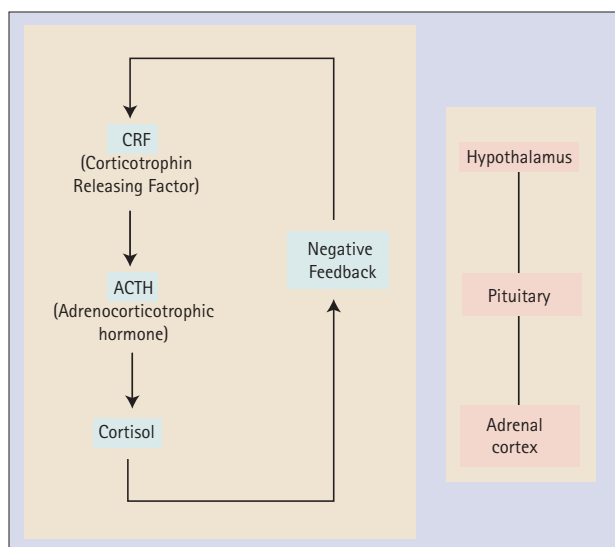 CRF
(Corticotrophin
Releasing Factor)
ACTH
(Adrenocorticotrophic
hormone)
Cortisol
Negative
Feedback
Hypothalamus
Pituitary
Adrenal
cortex